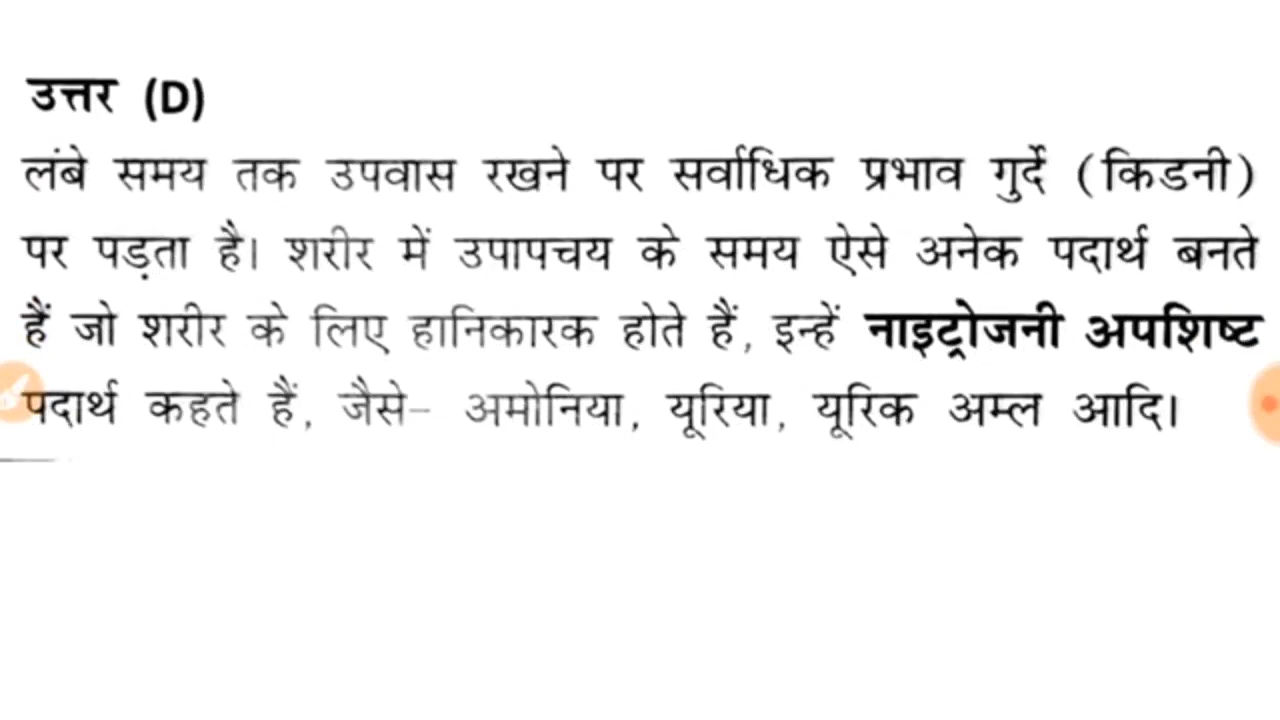 उत्तर (D)
लंबे समय तक उपवास रखने पर सर्वाधिक प्रभाव गुर्दे (किडनी)
पर पड़ता है। शरीर में उपापचय के समय ऐसे अनेक पदार्थ बनते
हैं जो शरीर के लिए हानिकारक होते हैं, इन्हें नाइट्रोजनी अपशिष्ट
पदार्थ कहते हैं, जैसे– अमोनिया, यूरिया, यूरिक अम्ल आदि।